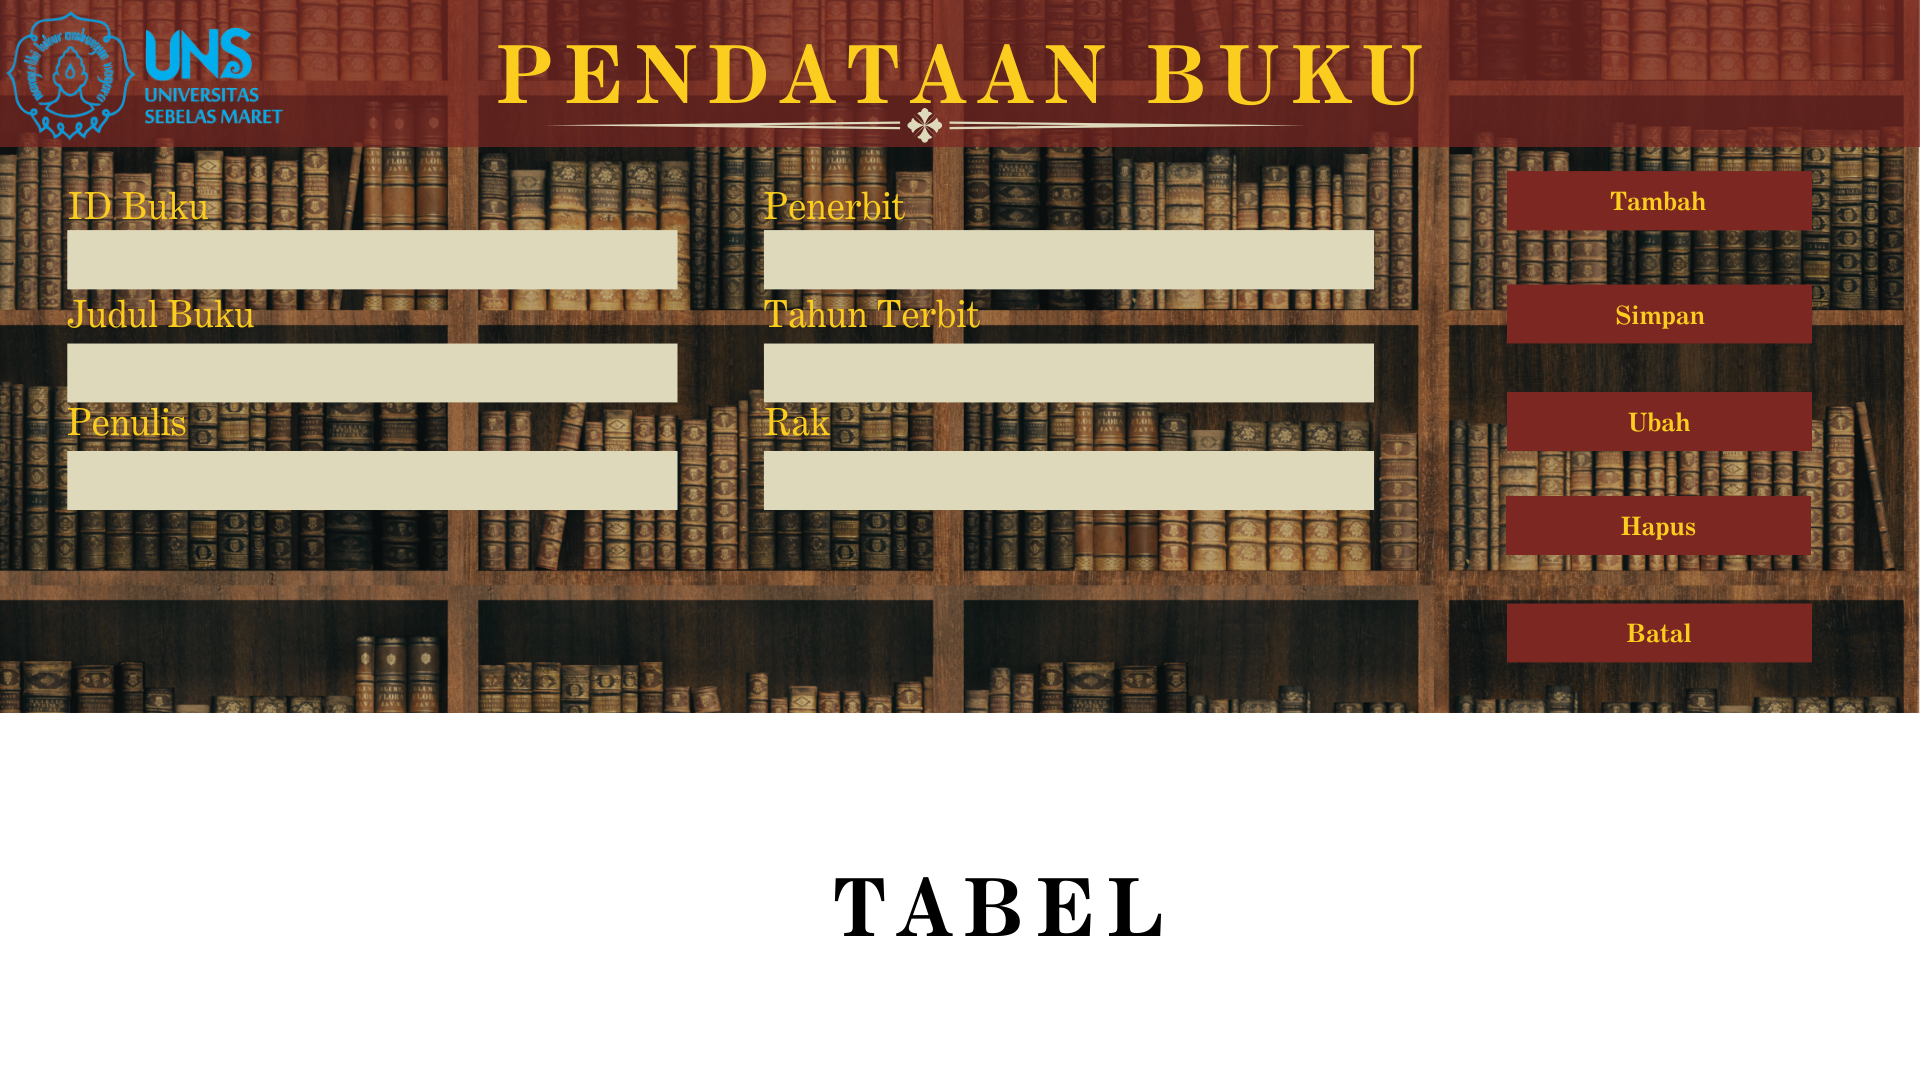 UNS
UNIVERSITAS
SEBELAS MARET
PENDATAAN BUKU
ID Buku
Penerbit
Tambah
Judul Buku
Tahun Terbit
Simpan
Penulis
Rak
Ubah
Hapus
Batal
TABEL